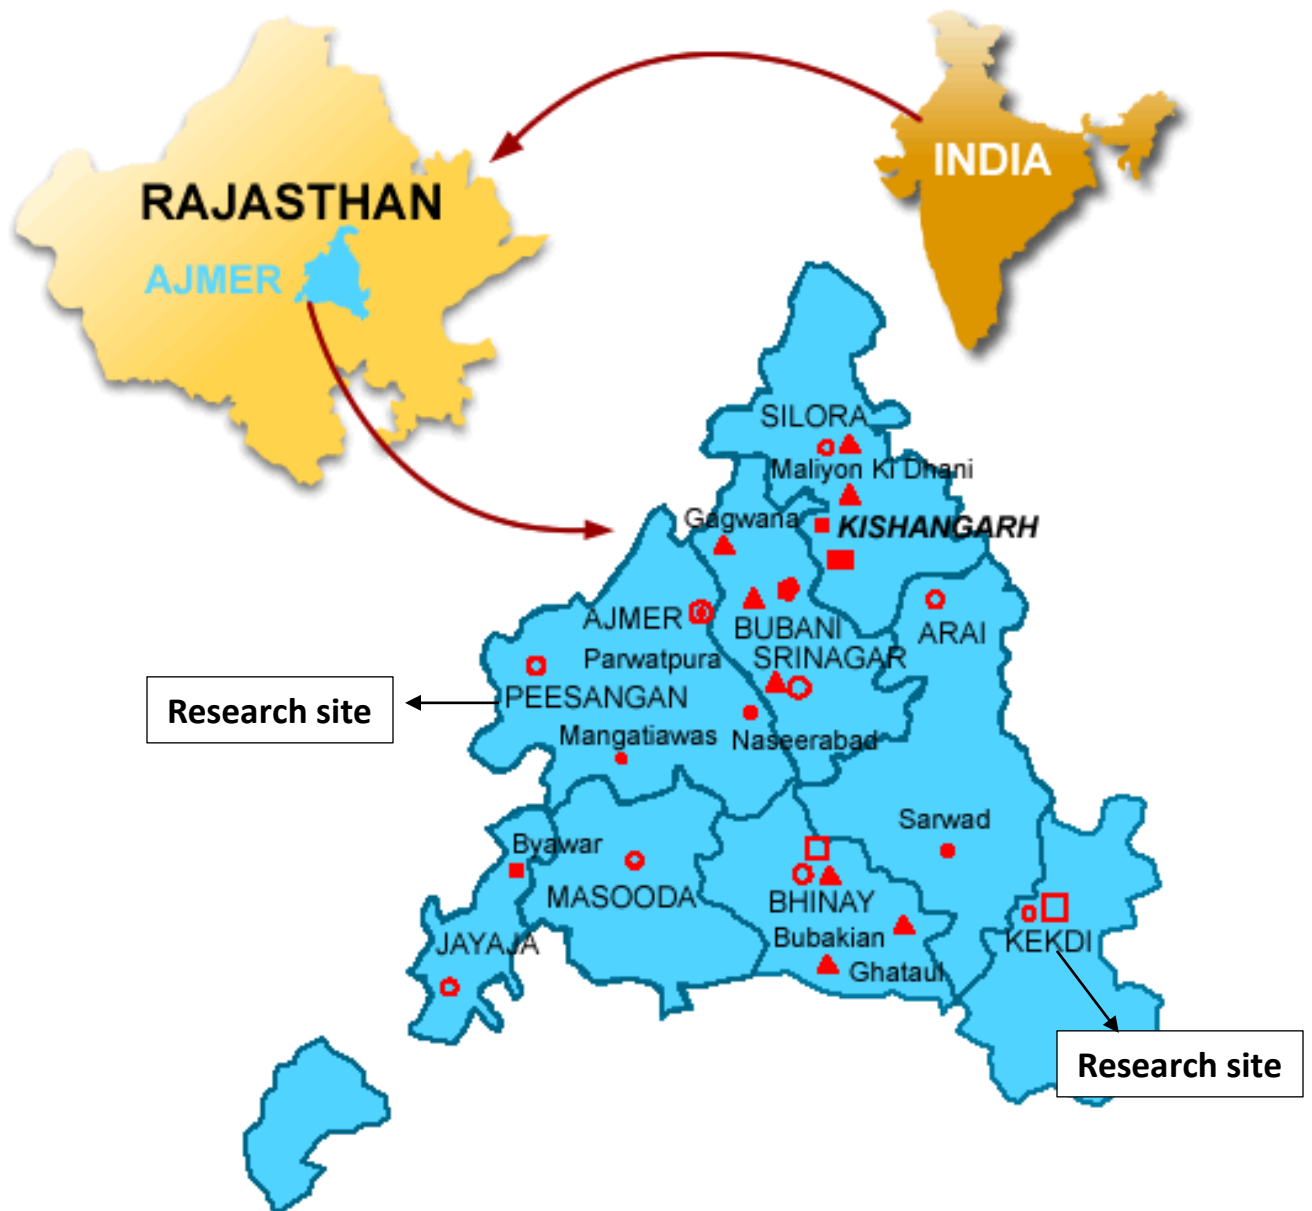 INDIA
RAJASTHAN
AJMER
SILORA
Maliyon Ki Dhani
Gagwana
KISHANGARH
AJMER
BUBANI
ARAI
Parwatpura
SRINAGAR
PEESANGAN
Research site
Mangatiawas
Naseerabad
Sarwad
Byawar
MASOODA
BHINAY
JAYAJA
Bubakian
KEKDI
Ghataul
Research site